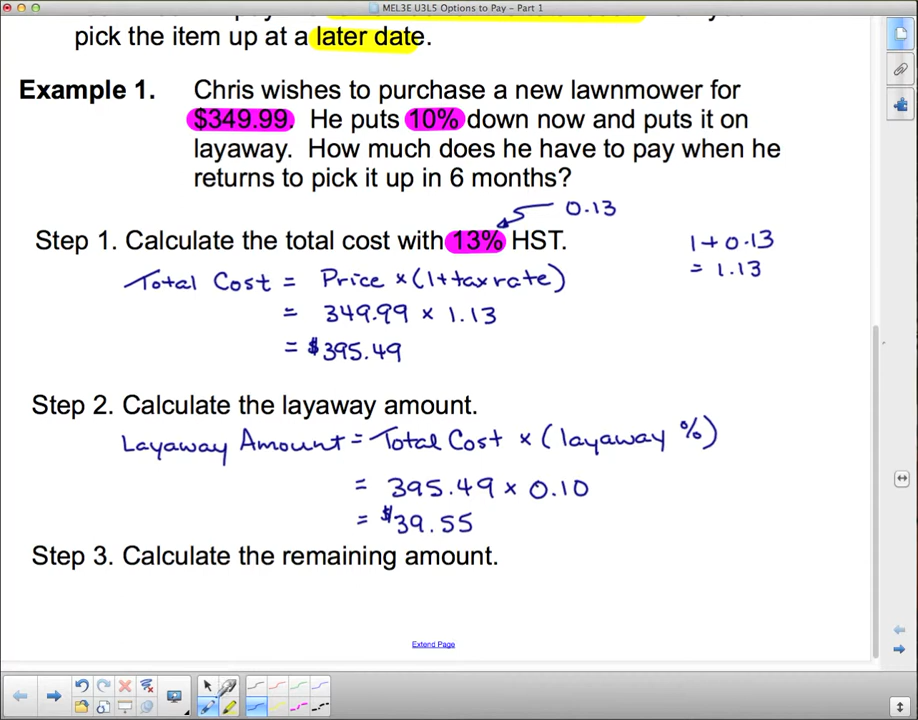 MEL3E U3L5 Options to Pay - Part 1
pick the item up at a later date.
Example 1. Chris wishes to purchase a new lawnmower for
$349.99. He puts 10% down now and puts it on
layaway. How much does he have to pay when he
returns to pick it up in 6 months?
0.13
Step 1. Calculate the total cost with 13% HST.
1+0.13
= 1.13
Total Cost = Price × (1+tax rate)
= 349.99 × 1.13
= $395.49
Step 2. Calculate the layaway amount.
Layaway Amount = Total Cost × (layaway %)
= 395.49 × 0.10
= $39.55
Step 3. Calculate the remaining amount.
Extend Page